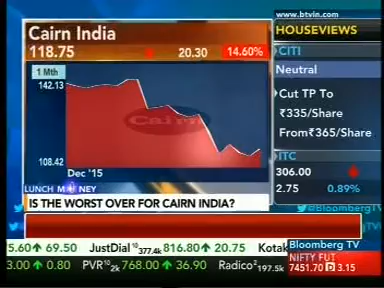 www.btvin.com
Cairn India
118.75 20.30 14.60%
1 Mth
142.13
Cairn
108.42
Dec '15
LUNCH MONEY
IS THE WORST OVER FOR CAIRN INDIA?
HOUSEVIEWS
CITI
Neutral
Cut TP To
₹335/Share
From ₹365/Share
ITC
306.00
2.75 0.89%
@BloombergTV
5.60 69.50 JustDial 377.4k 816.80 20.75 Kotak
3.00 0.80 PVR 2k 768.00 36.90 Radico 197.5k
Bloomberg TV
NIFTY FUT
7451.70 D 3.15